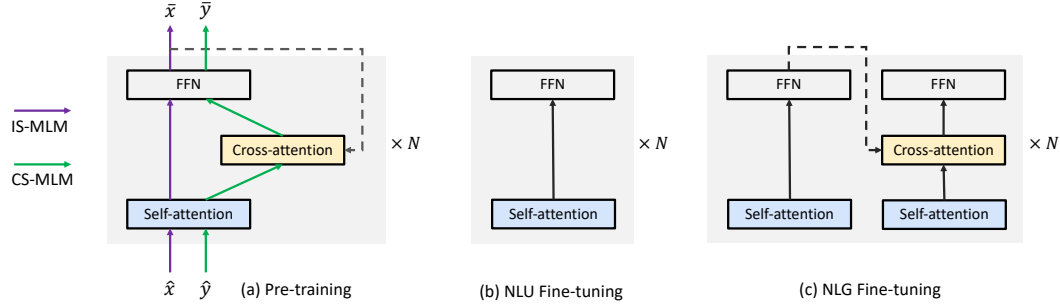 x̄ ȳ
FFN
Cross-attention
Self-attention
x̂ ŷ
IS-MLM
CS-MLM
× N
(a) Pre-training
FFN
Self-attention
× N
(b) NLU Fine-tuning
FFN
Self-attention
FFN
Cross-attention
Self-attention
× N
(c) NLG Fine-tuning